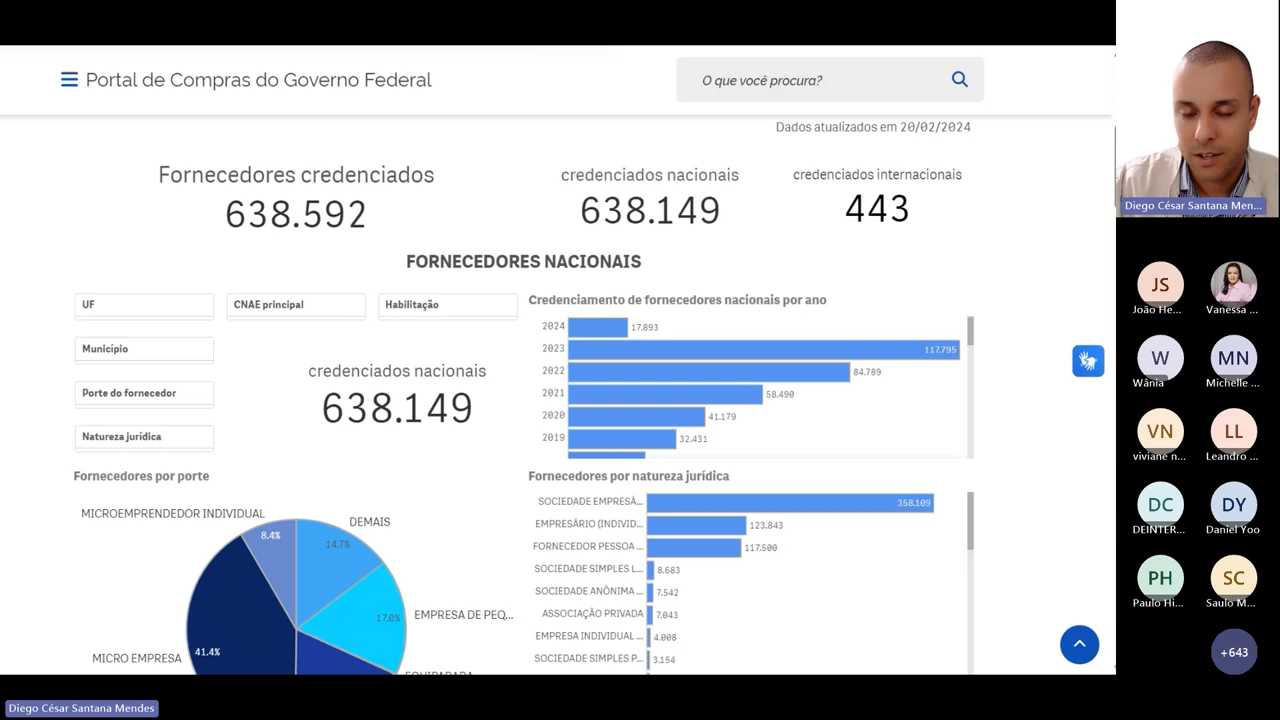 Portal de Compras do Governo Federal
O que você procura?
Dados atualizados em 20/02/2024
Fornecedores credenciados
638.592
credenciados nacionais
638.149
credenciados internacionais
443
FORNECEDORES NACIONAIS
UF
CNAE principal
Habilitação
Município
Porte do fornecedor
Natureza jurídica
credenciados nacionais
638.149
Credenciamento de fornecedores nacionais por ano
2024 17.893
2023 117.795
2022 84.789
2021 58.490
2020 41.179
2019 32.431
Fornecedores por porte
MICROEMPRENDEDOR INDIVIDUAL
8.4%
DEMAIS
14.7%
EMPRESA DE PEQ...
17.0%
MICRO EMPRESA
41.4%
Fornecedores por natureza jurídica
SOCIEDADE EMPRESÁ... 358.109
EMPRESÁRIO (INDIVID... 123.843
FORNECEDOR PESSOA ... 117.500
SOCIEDADE SIMPLES L... 8.683
SOCIEDADE ANÔNIMA ... 7.542
ASSOCIAÇÃO PRIVADA 7.043
EMPRESA INDIVIDUAL ... 4.008
SOCIEDADE SIMPLES P... 3.154
Diego César Santana Men...
JS
João He...
Vanessa ...
W
Wânia
MN
Michelle ...
VN
viviane n...
LL
Leandro ...
DC
DEINTER...
DY
Daniel Yoo
PH
Paulo Hi...
SC
Saulo M...
+643
Diego César Santana Mendes